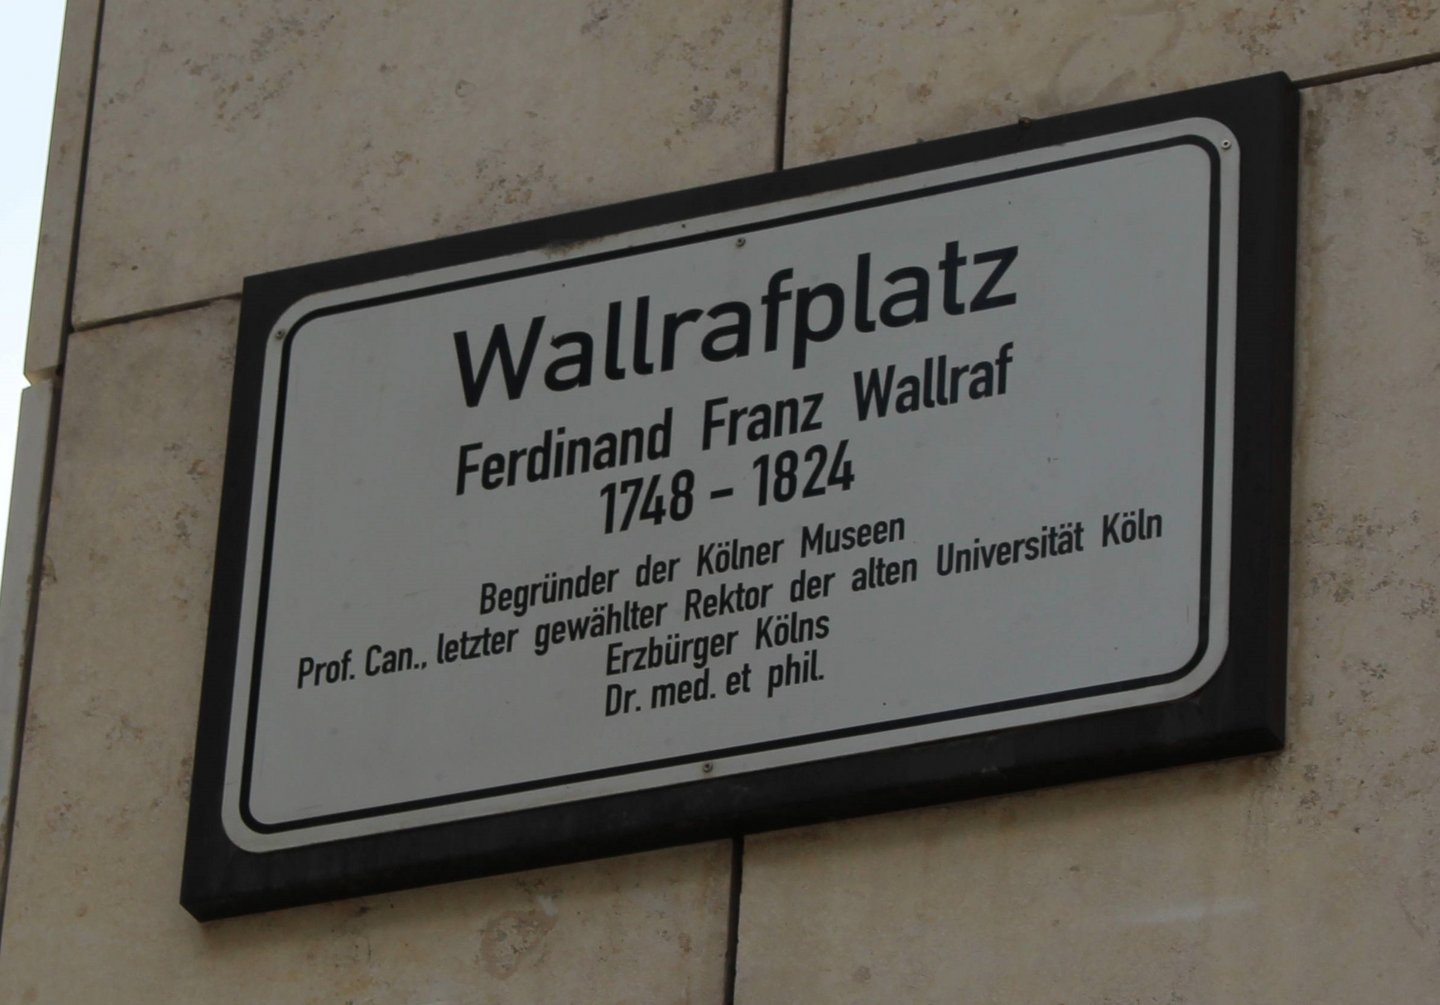 Wallrafplatz
Ferdinand Franz Wallraf
1748 - 1824
Begründer der Kölner Museen
Prof. Can., letzter gewählter Rektor der alten Universität Köln
Erzbürger Kölns
Dr. med. et phil.